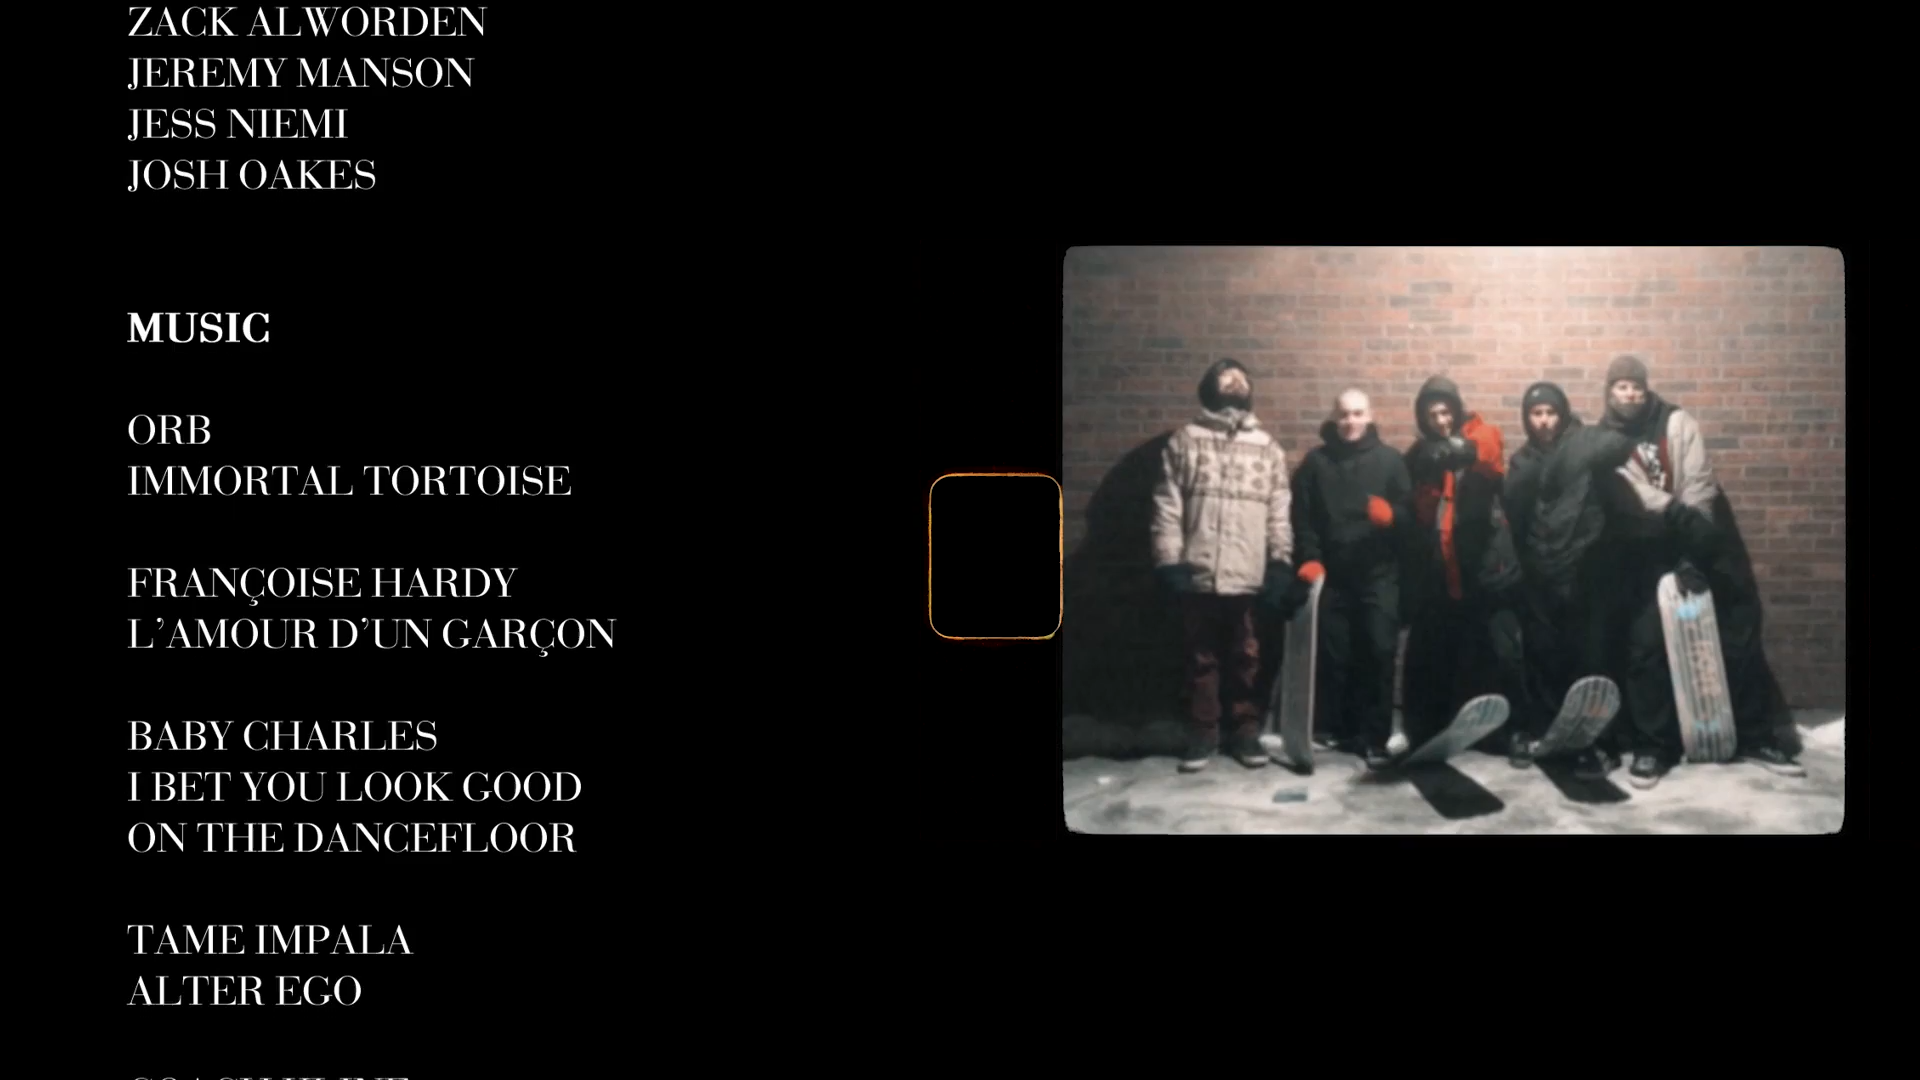 ZACK ALWORDEN
JEREMY MANSON
JESS NIEMI
JOSH OAKES
MUSIC
ORB
IMMORTAL TORTOISE
FRANÇOISE HARDY
L’AMOUR D’UN GARÇON
BABY CHARLES
I BET YOU LOOK GOOD
ON THE DANCEFLOOR
TAME IMPALA
ALTER EGO